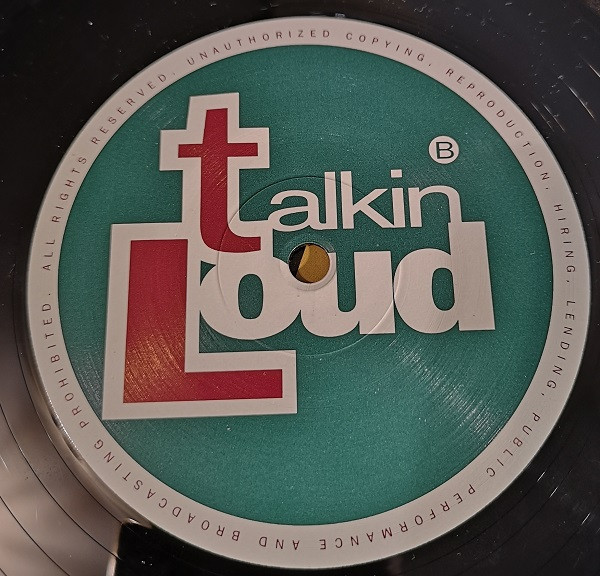 talkin
Loud
B
ALL RIGHTS RESERVED. UNAUTHORIZED COPYING, REPRODUCTION, HIRING, LENDING, PUBLIC PERFORMANCE AND BROADCASTING PROHIBITED.